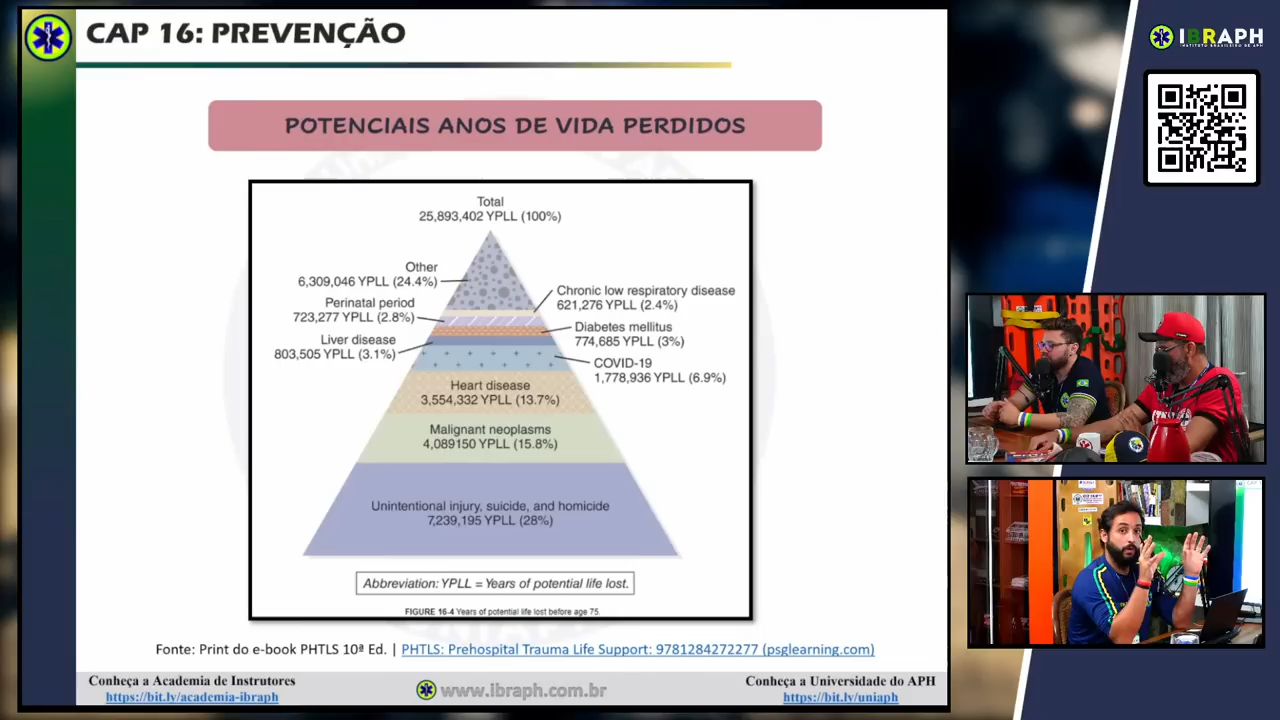 CAP 16: PREVENÇÃO
POTENCIAIS ANOS DE VIDA PERDIDOS
Total
25,893,402 YPLL (100%)
Other
6,309,046 YPLL (24.4%)
Chronic low respiratory disease
621,276 YPLL (2.4%)
Perinatal period
723,277 YPLL (2.8%)
Diabetes mellitus
774,685 YPLL (3%)
Liver disease
803,505 YPLL (3.1%)
COVID-19
1,778,936 YPLL (6.9%)
Heart disease
3,554,332 YPLL (13.7%)
Malignant neoplasms
4,089150 YPLL (15.8%)
Unintentional injury, suicide, and homicide
7,239,195 YPLL (28%)
Abbreviation: YPLL = Years of potential life lost.
FIGURE 16-4 Years of potential life lost before age 75.
Fonte: Print do e-book PHTLS 10ª Ed. | PHTLS: Prehospital Trauma Life Support: 9781284272277 (psglearning.com)
Conheça a Academia de Instrutores
https://bit.ly/academia-ibraph
www.ibraph.com.br
Conheça a Universidade do APH
https://bit.ly/uniaph
IBRAPH
INSTITUTO BRASILEIRO DE APH